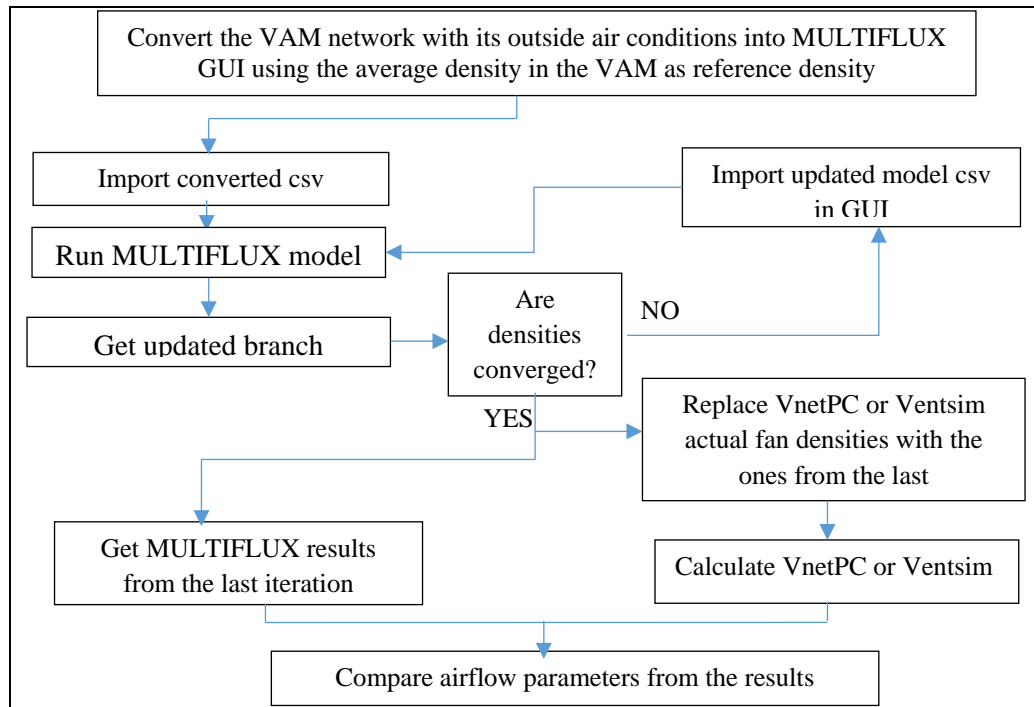 Convert the VAM network with its outside air conditions into MULTIFLUX
GUI using the average density in the VAM as reference density
Import converted csv
Import updated model csv
in GUI
Run MULTIFLUX model
Get updated branch
Are
densities
converged?
NO
YES
Replace VnetPC or Ventsim
actual fan densities with the
ones from the last
Get MULTIFLUX results
from the last iteration
Calculate VnetPC or Ventsim
Compare airflow parameters from the results